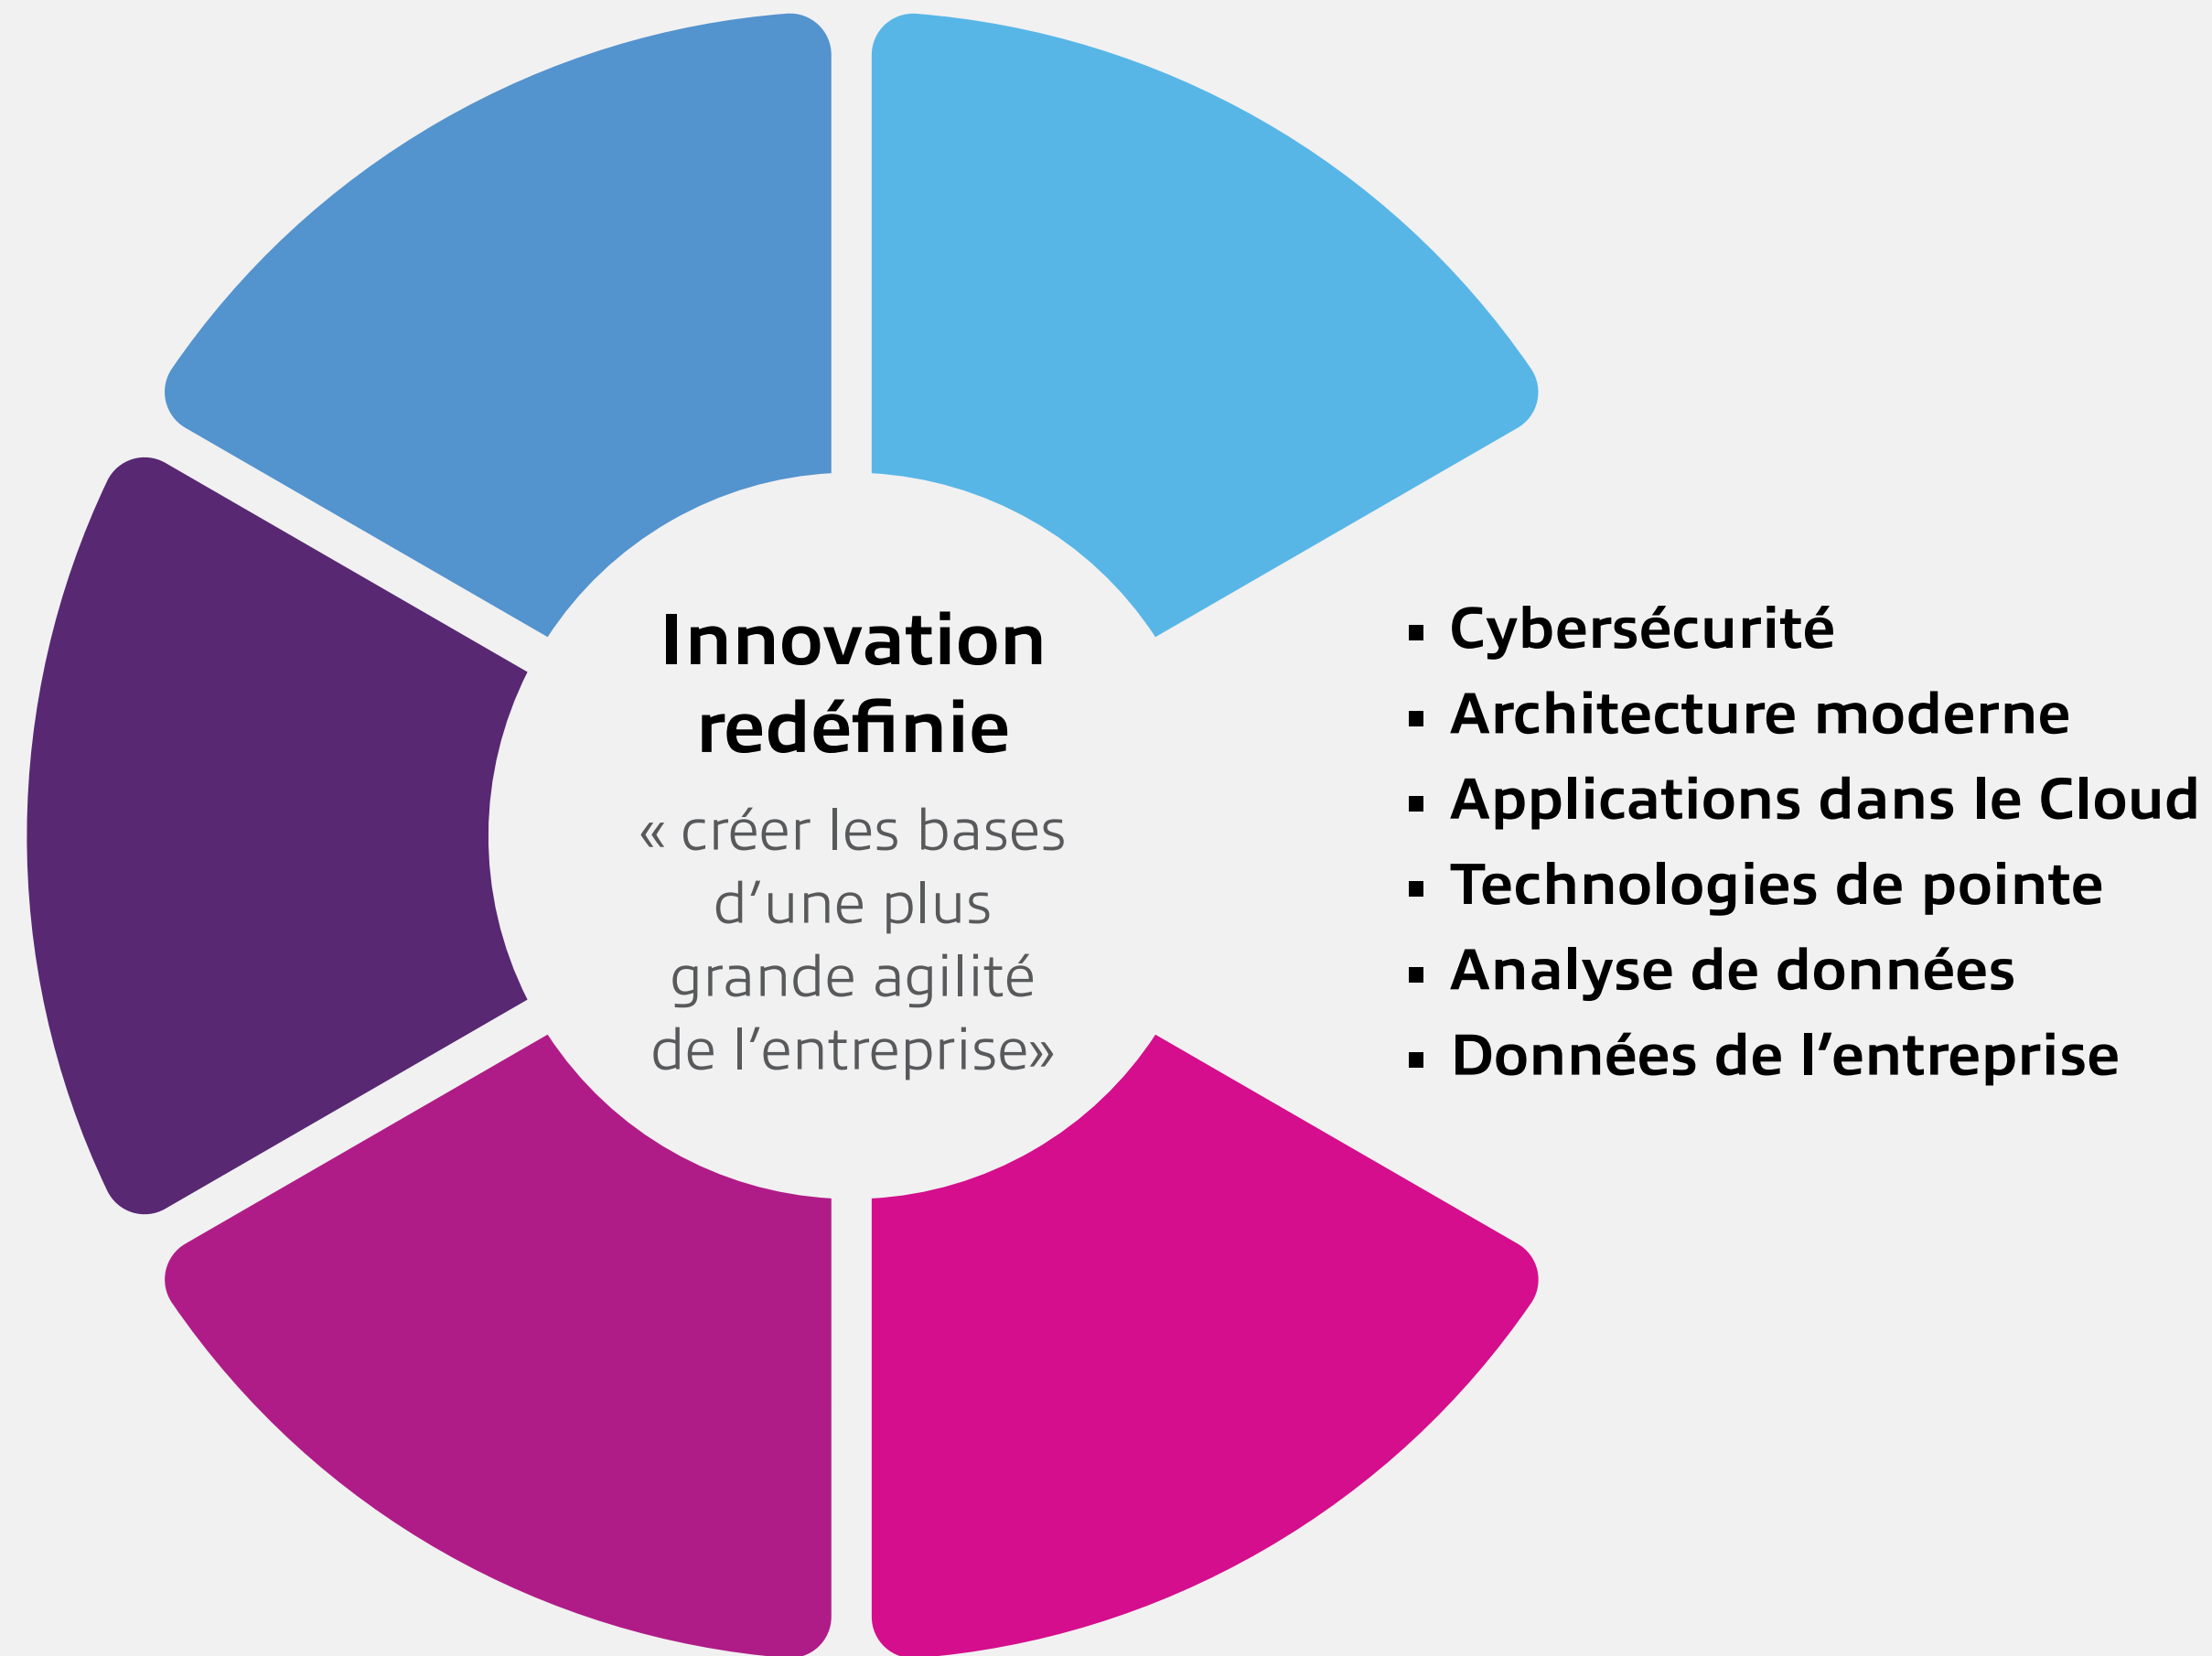 Innovation
redéfinie
« créer les bases
d’une plus
grande agilité
de l’entreprise»
▪ Cybersécurité
▪ Architecture moderne
▪ Applications dans le Cloud
▪ Technologies de pointe
▪ Analyse de données
▪ Données de l’entreprise